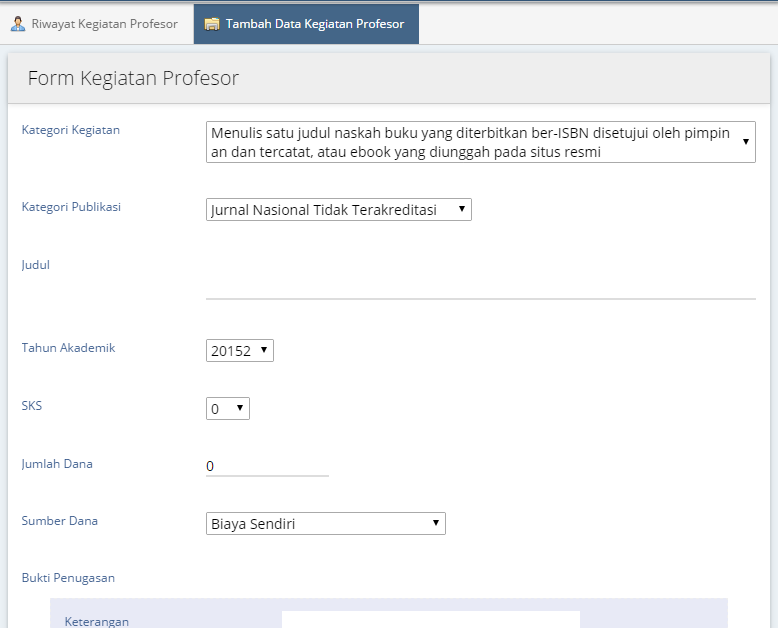 Riwayat Kegiatan Profesor
Tambah Data Kegiatan Profesor
Form Kegiatan Profesor
Kategori Kegiatan
Menulis satu judul naskah buku yang diterbitkan ber-ISBN disetujui oleh pimpin
an dan tercatat, atau ebook yang diunggah pada situs resmi
Kategori Publikasi
Jurnal Nasional Tidak Terakreditasi
Judul
Tahun Akademik
20152
SKS
0
Jumlah Dana
0
Sumber Dana
Biaya Sendiri
Bukti Penugasan
Keterangan